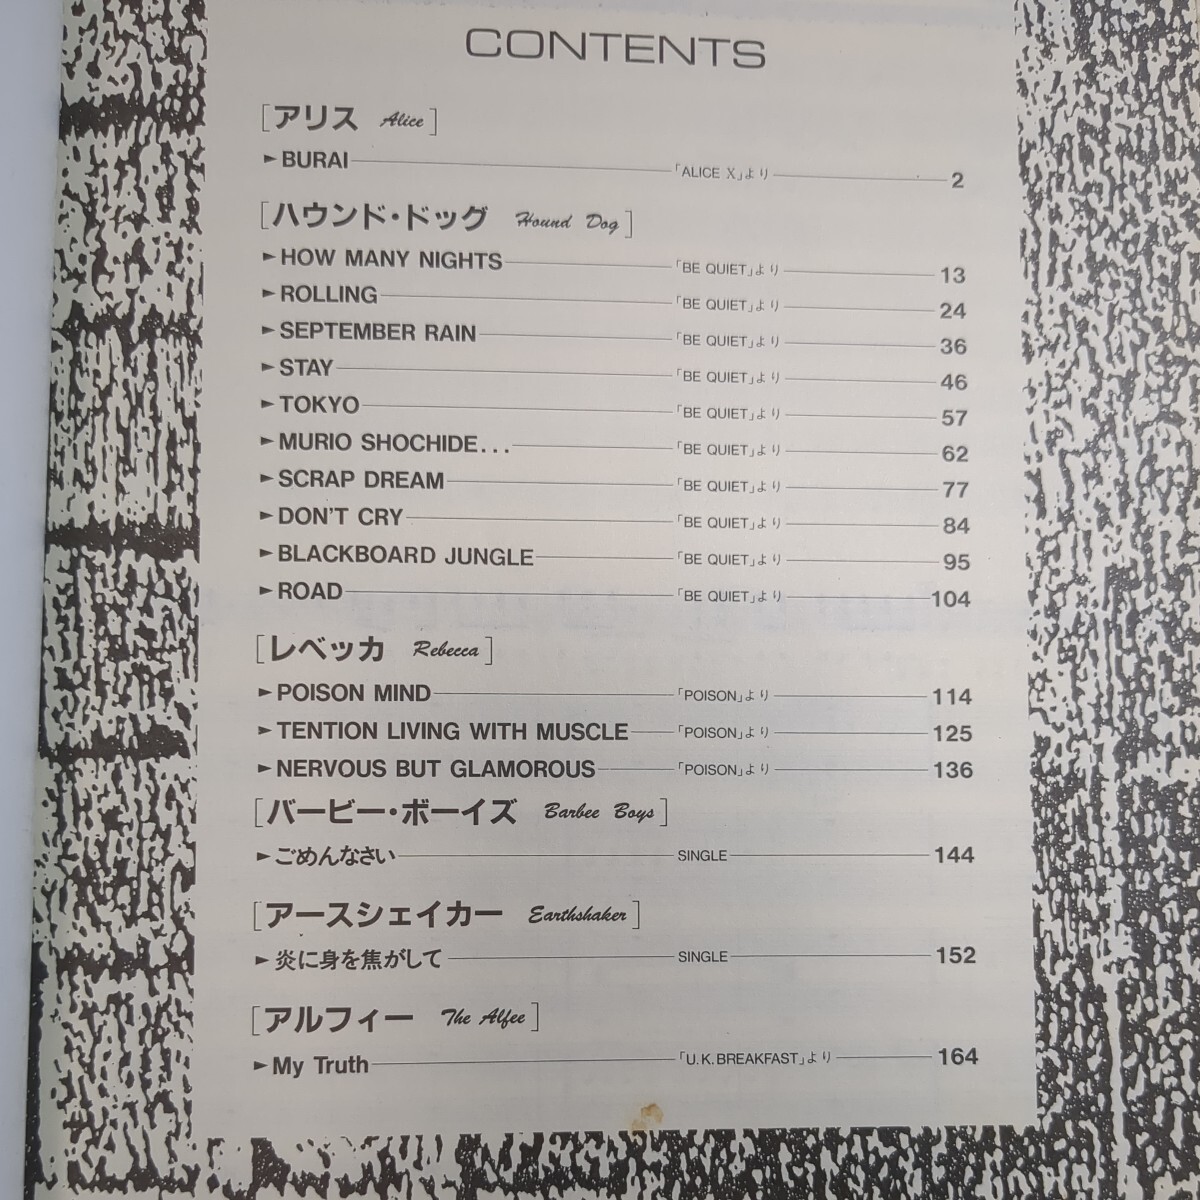 CONTENTS
[アリス Alice]
►BURAI 「ALICE X」より 2
[ハウンド・ドッグ Hound Dog]
►HOW MANY NIGHTS 「BE QUIET」より 13
►ROLLING 「BE QUIET」より 24
►SEPTEMBER RAIN 「BE QUIET」より 36
►STAY 「BE QUIET」より 46
►TOKYO 「BE QUIET」より 57
►MURIO SHOCHIDE... 「BE QUIET」より 62
►SCRAP DREAM 「BE QUIET」より 77
►DON'T CRY 「BE QUIET」より 84
►BLACKBOARD JUNGLE 「BE QUIET」より 95
►ROAD 「BE QUIET」より 104
[レベッカ Rebecca]
►POISON MIND 「POISON」より 114
►TENTION LIVING WITH MUSCLE 「POISON」より 125
►NERVOUS BUT GLAMOROUS 「POISON」より 136
[バービー・ボーイズ Barbee Boys]
►ごめんなさい SINGLE 144
[アースシェイカー Earthshaker]
►炎に身を焦がして SINGLE 152
[アルフィー The Alfee]
►My Truth 「U.K.BREAKFAST」より 164